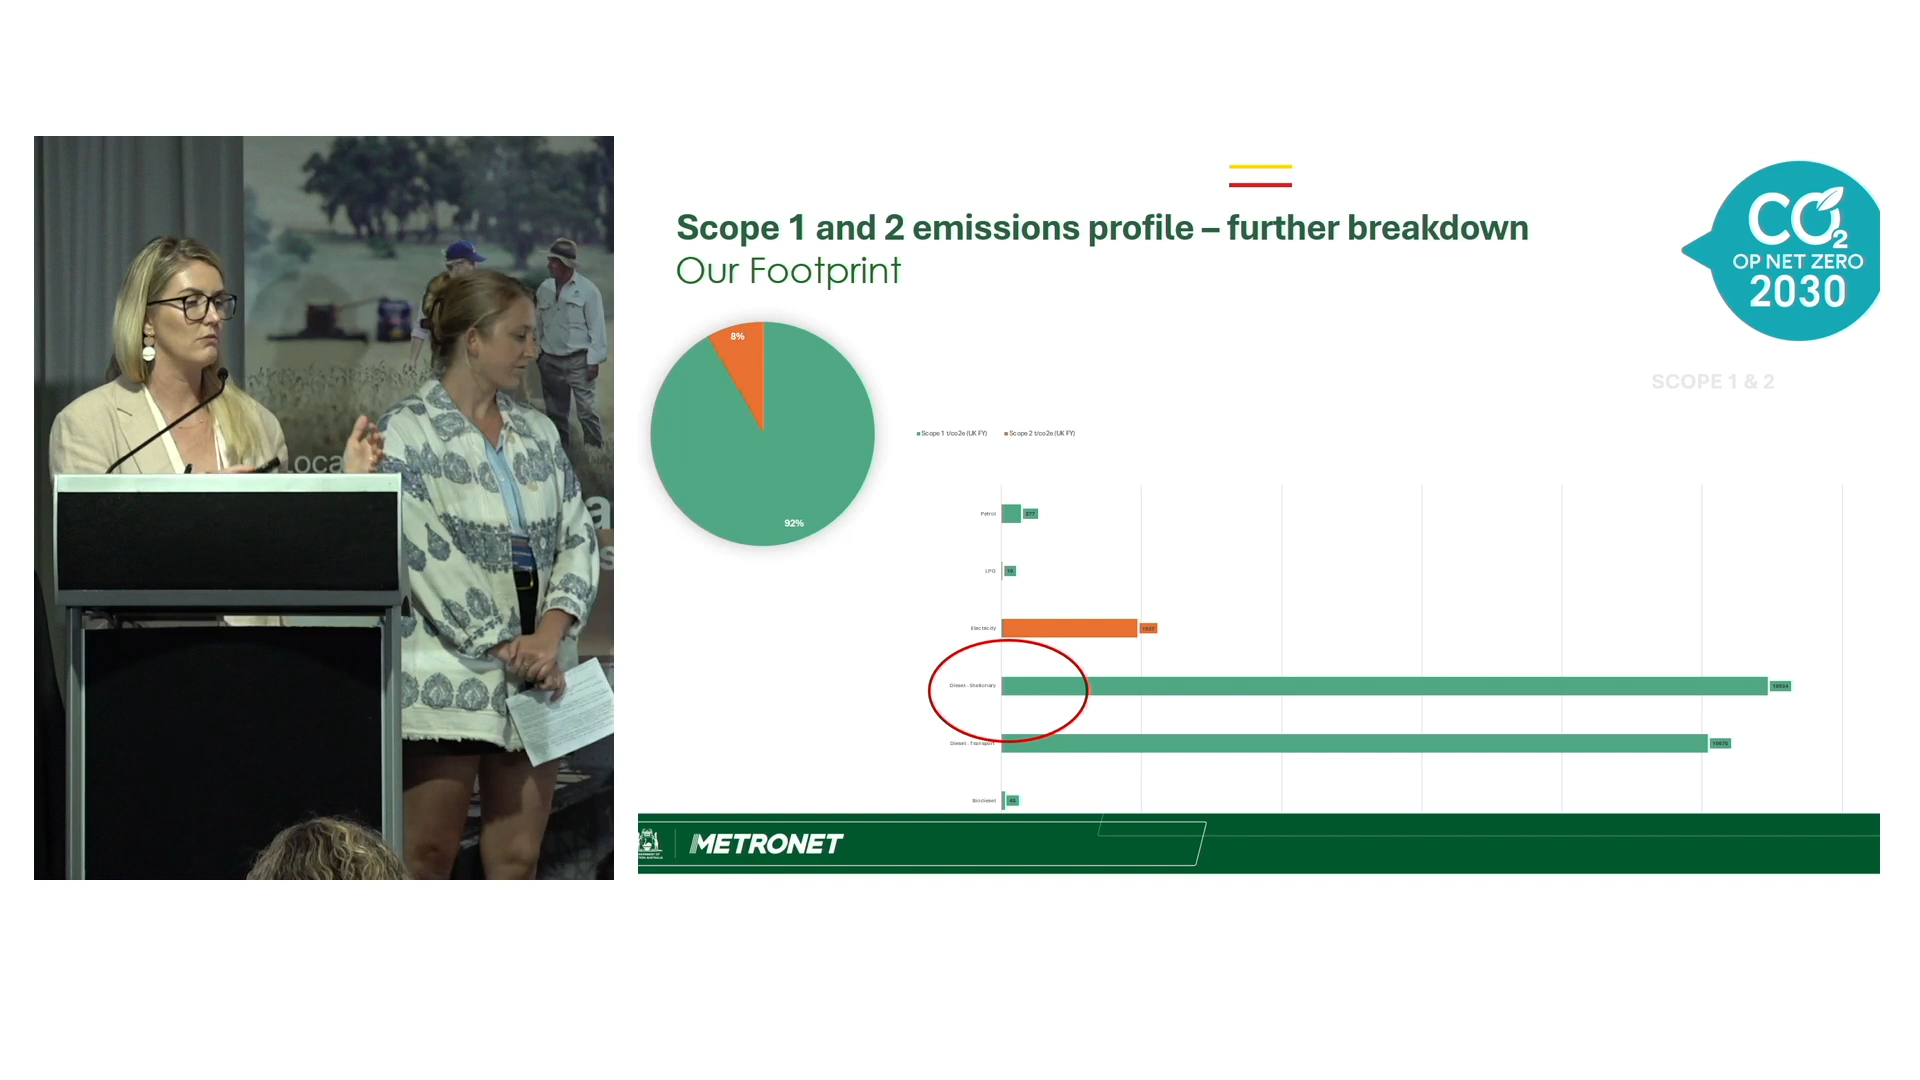 Scope 1 and 2 emissions profile – further breakdown
Our Footprint
CO2
OP NET ZERO
2030
SCOPE 1 & 2
8%
92%
Scope 1 t/co2e (UK FY) Scope 2 t/co2e (UK FY)
Petrol 277
LPG
Electricity
Diesel - Stationary
Diesel - Transport
Biodiesel
METRONET
Loca